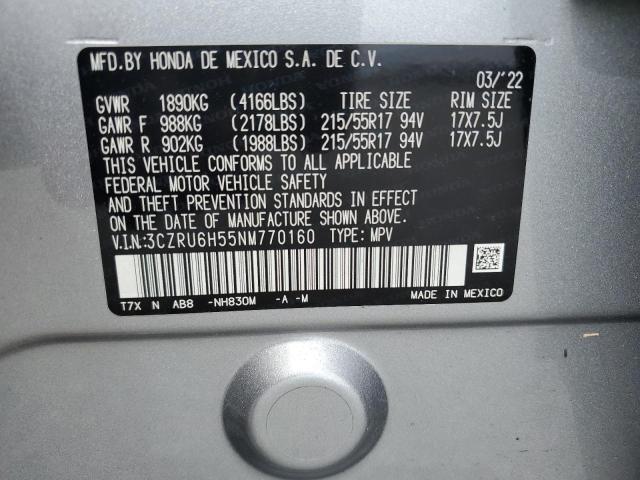 MFD.BY HONDA DE MEXICO S.A. DE C.V.
03/'22
GVWR 1890KG (4166LBS) TIRE SIZE RIM SIZE
GAWR F 988KG (2178LBS) 215/55R17 94V 17X7.5J
GAWR R 902KG (1988LBS) 215/55R17 94V 17X7.5J
THIS VEHICLE CONFORMS TO ALL APPLICABLE
FEDERAL MOTOR VEHICLE SAFETY
AND THEFT PREVENTION STANDARDS IN EFFECT
ON THE DATE OF MANUFACTURE SHOWN ABOVE.
V.I.N.:3CZRU6H55NM770160 TYPE: MPV
T7X N AB8 -NH830M -A -M MADE IN MEXICO